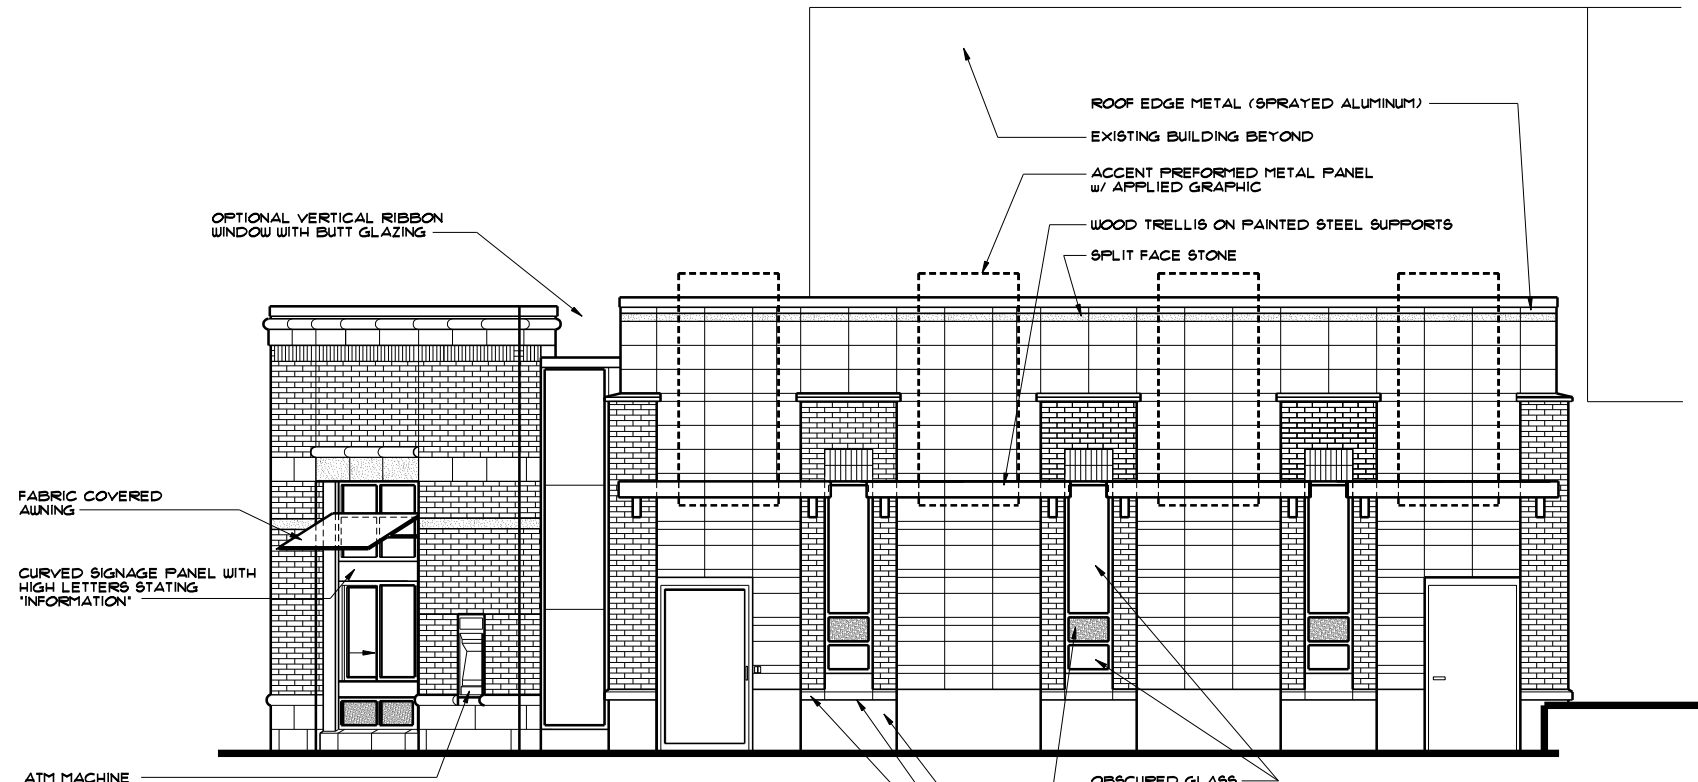 ROOF EDGE METAL (SPRAYED ALUMINUM)
EXISTING BUILDING BEYOND
ACCENT PREFORMED METAL PANEL
w/ APPLIED GRAPHIC
OPTIONAL VERTICAL RIBBON
WINDOW WITH BUTT GLAZING
WOOD TRELLIS ON PAINTED STEEL SUPPORTS
SPLIT FACE STONE
FABRIC COVERED
AWNING
CURVED SIGNAGE PANEL WITH
HIGH LETTERS STATING
"INFORMATION"
ATM MACHINE
OBSCURED GLASS